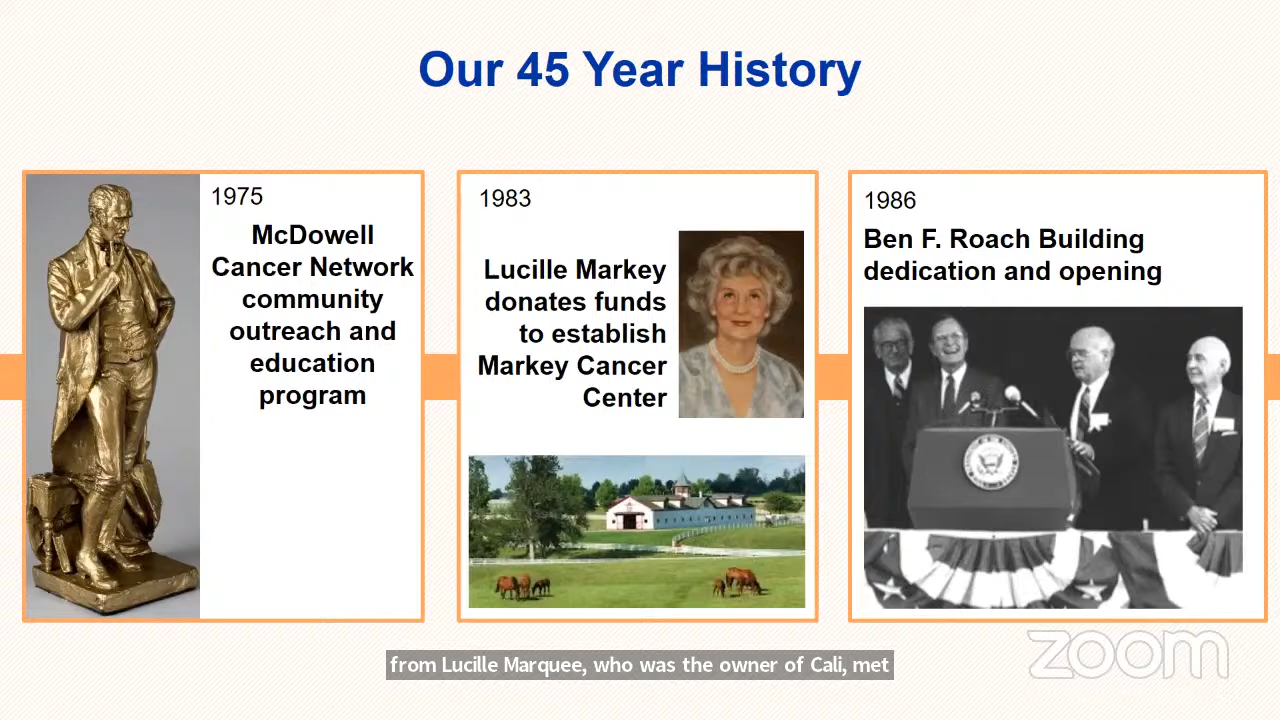 Our 45 Year History
1975
McDowell
Cancer Network
community
outreach and
education
program
1983
Lucille Markey
donates funds
to establish
Markey Cancer
Center
1986
Ben F. Roach Building
dedication and opening
from Lucille Marquee, who was the owner of Cali, met
zoom